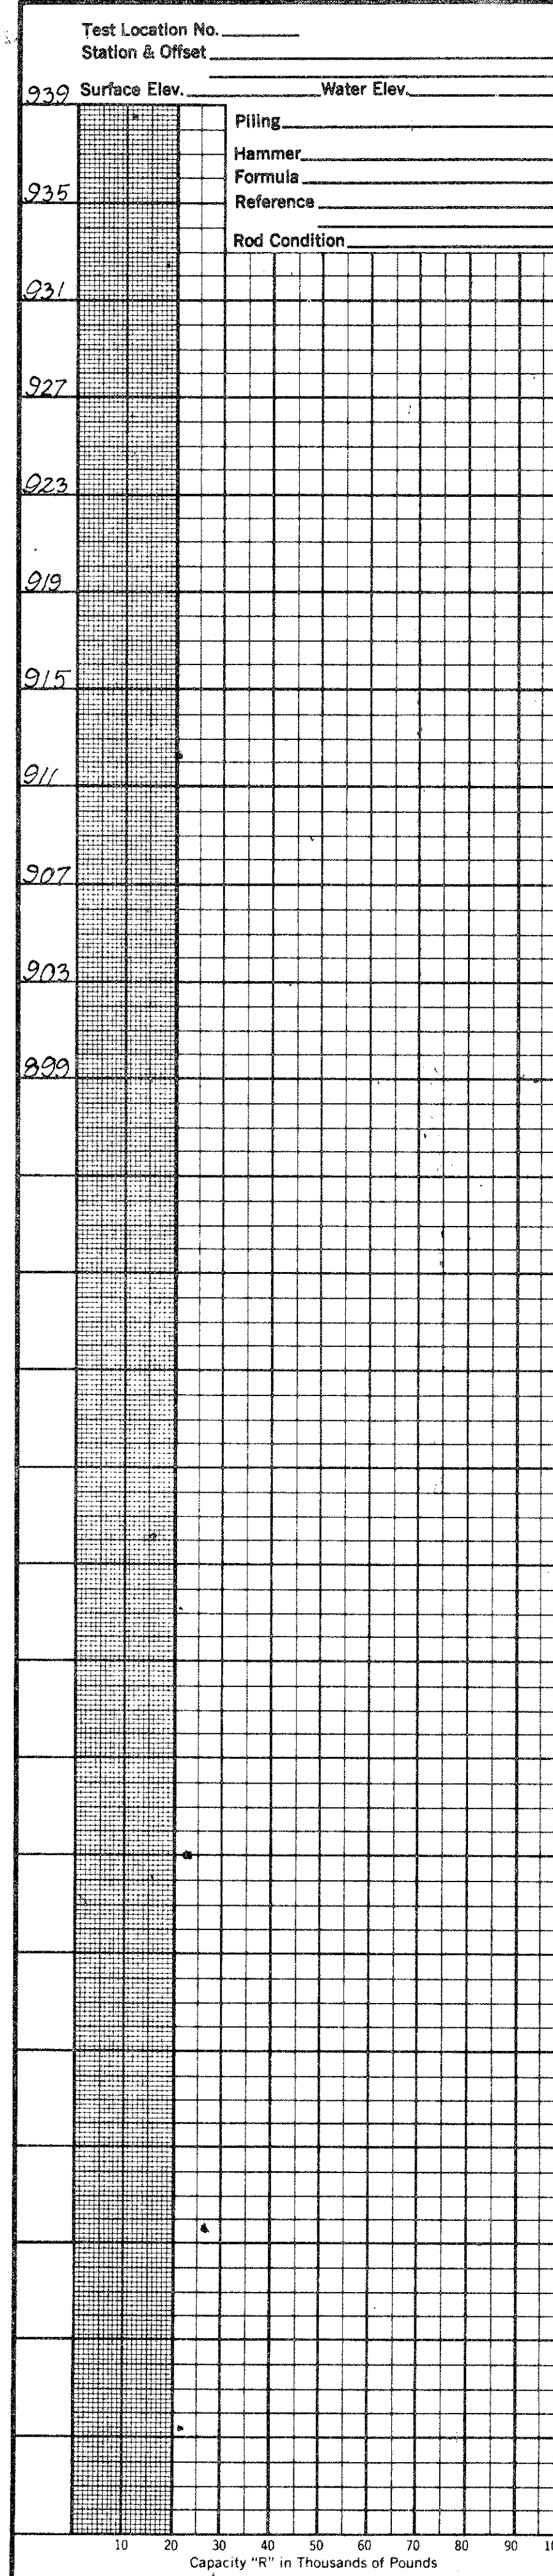 Test Location No.
Station & Offset
Surface Elev. Water Elev.
939
Piling
Hammer
Formula
935
Reference
Rod Condition
931
927
923
919
915
911
907
903
899
10 20 30 40 50 60 70 80 90
Capacity "R" in Thousands of Pounds